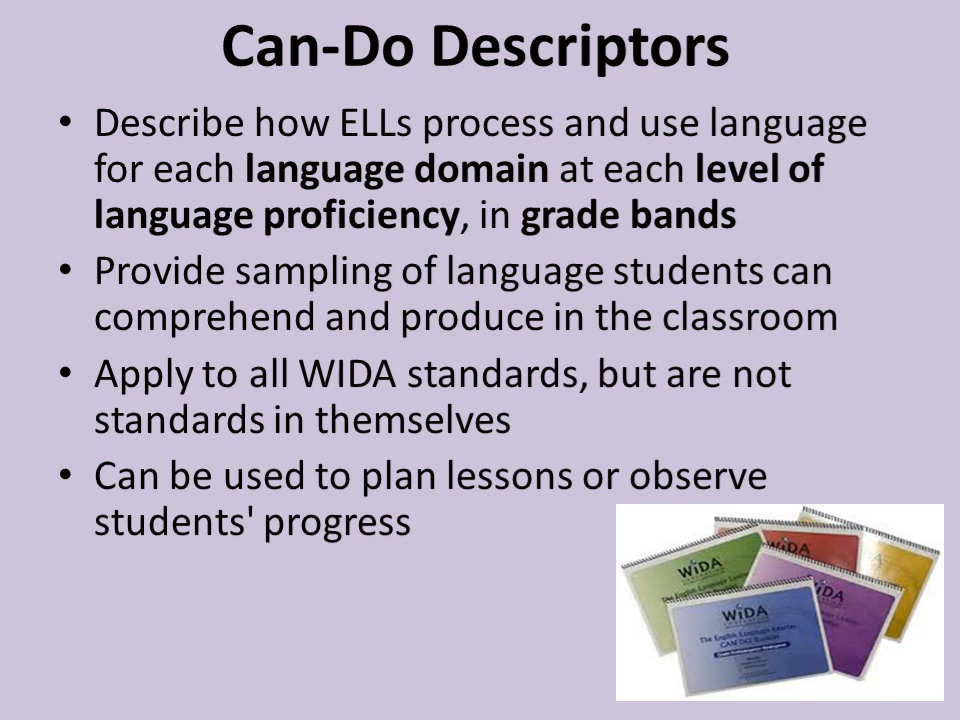 Can-Do Descriptors
• Describe how ELLs process and use language
for each language domain at each level of
language proficiency, in grade bands
• Provide sampling of language students can
comprehend and produce in the classroom
• Apply to all WIDA standards, but are not
standards in themselves
• Can be used to plan lessons or observe
students' progress
WiDA
WiDA
WiDA
The English Language Learner
CAN DO Booklet